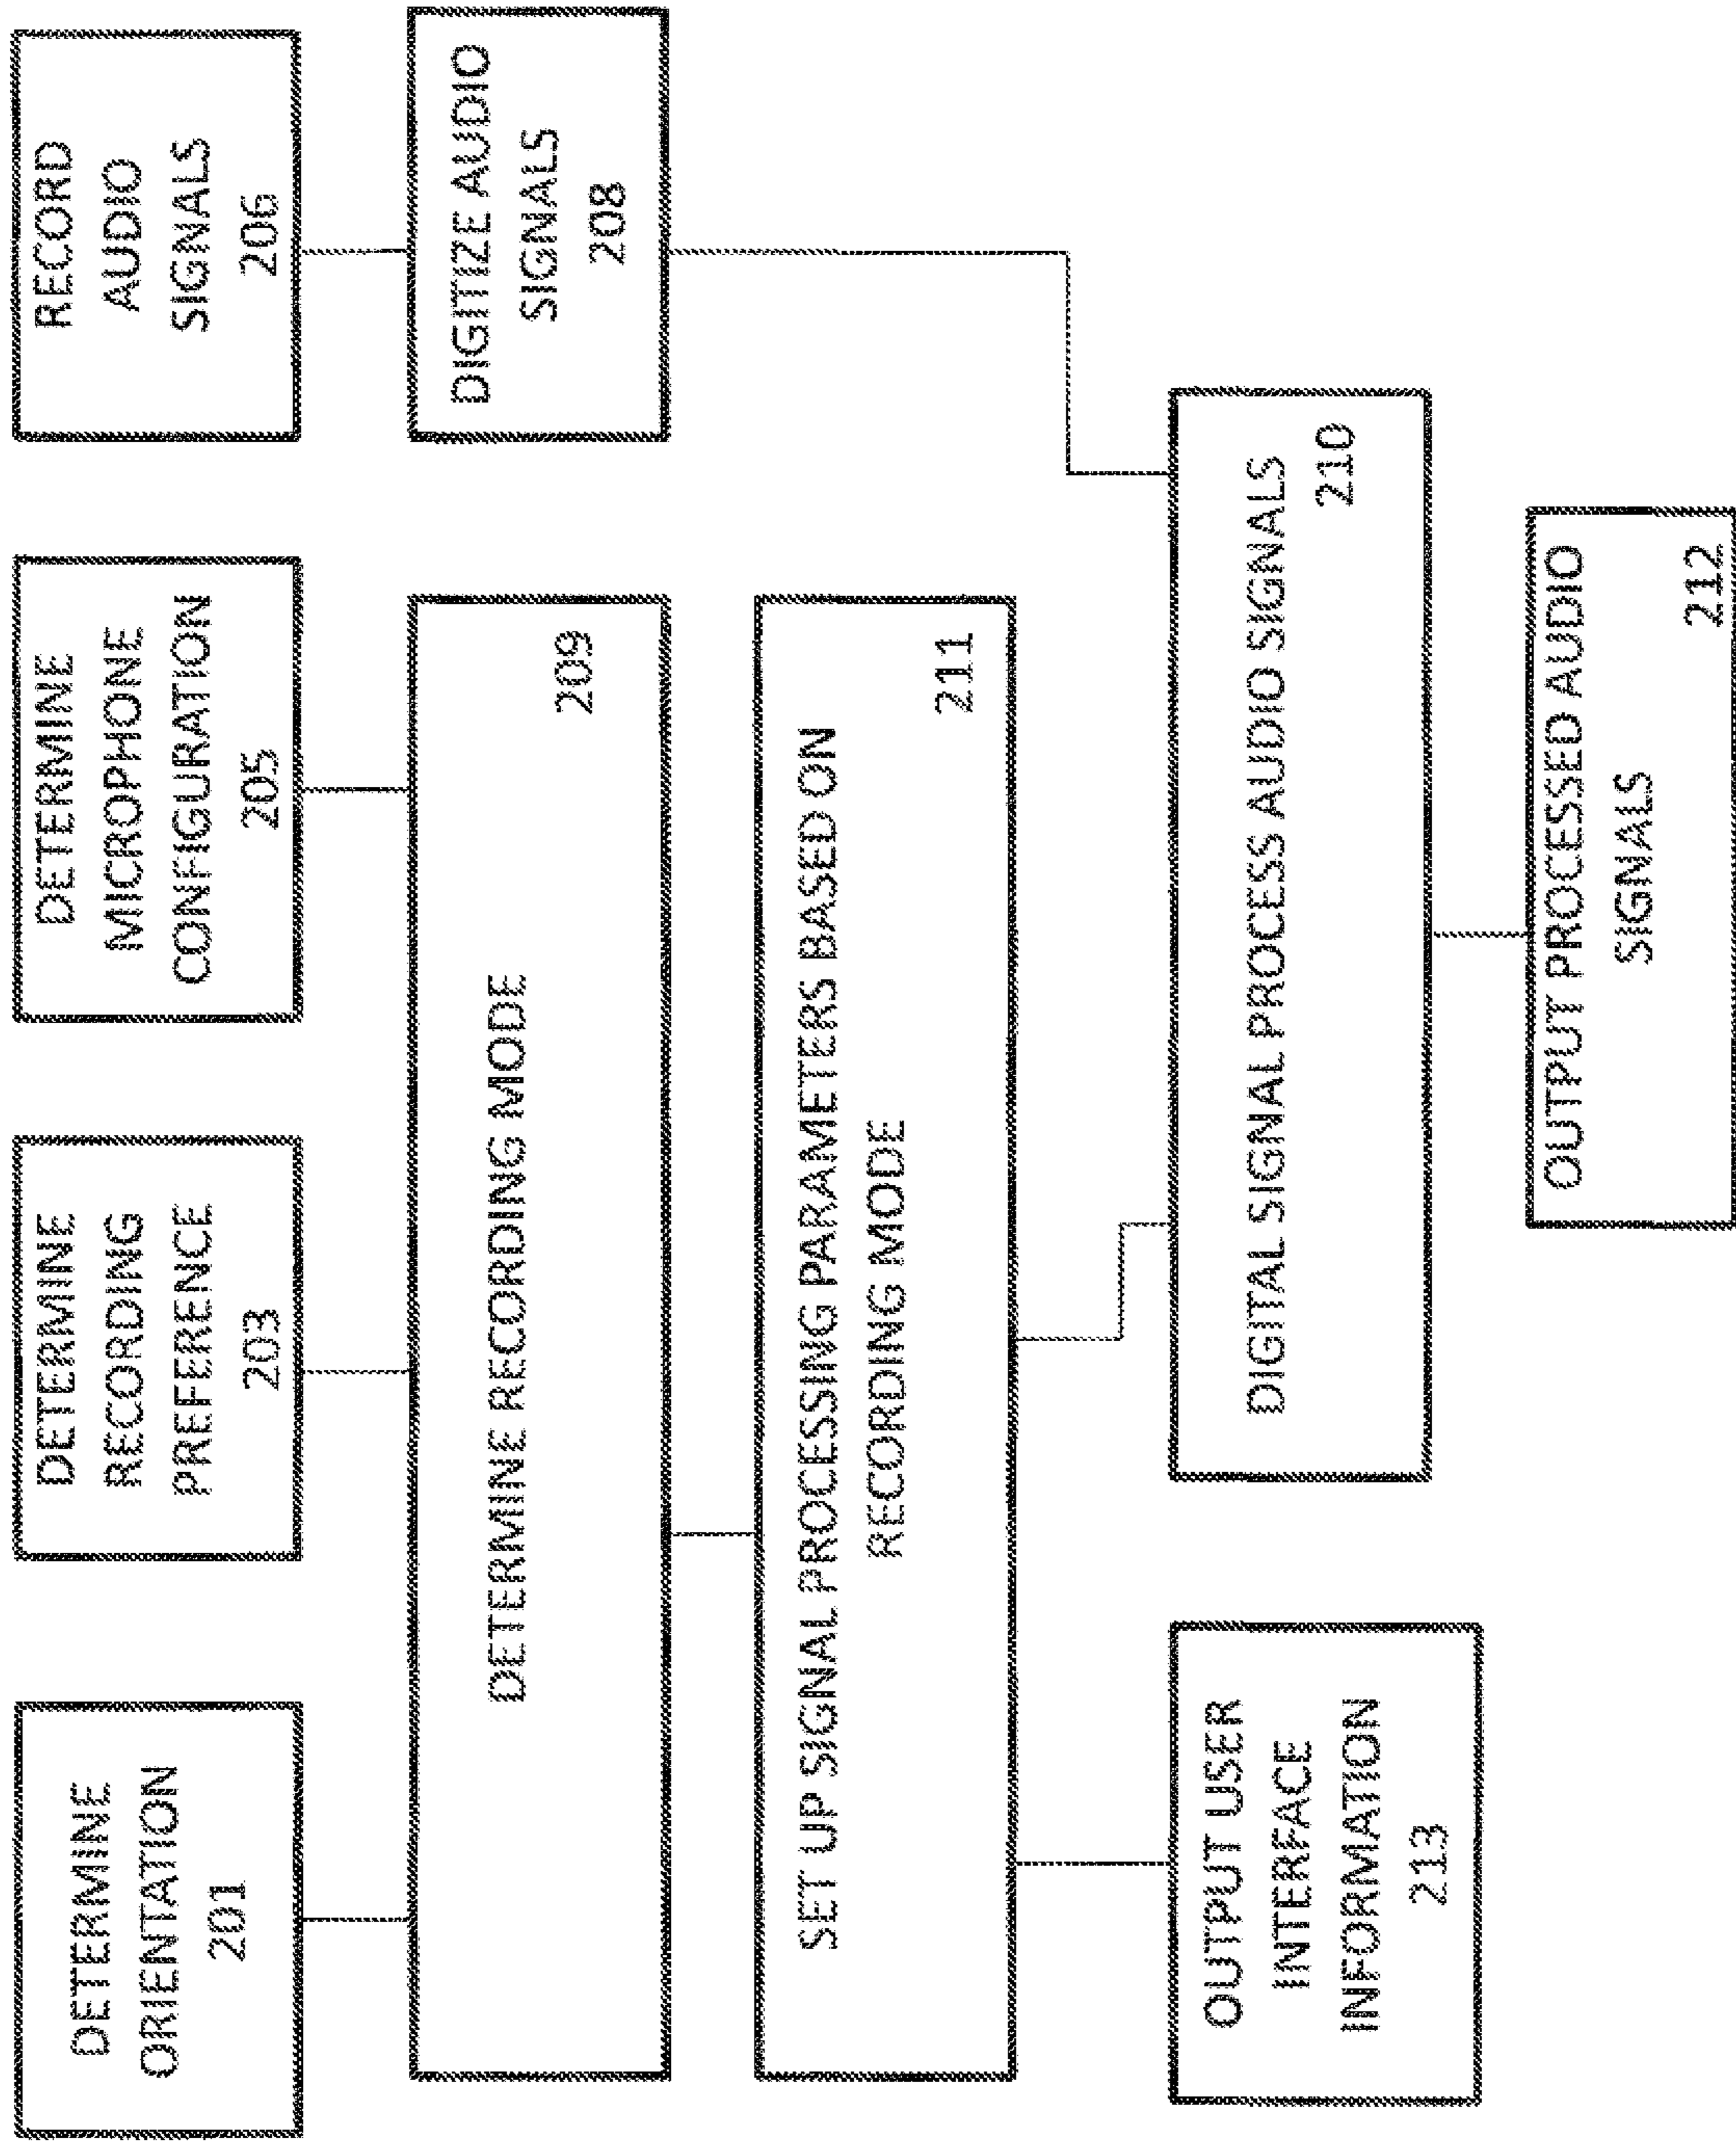 DETERMINE
ORIENTATION
201
DETERMINE
RECORDING
PREFERENCE
203
DETERMINE
MICROPHONE
CONFIGURATION
205
RECORD
AUDIO
SIGNALS
206
DETERMINE RECORDING MODE
209
DIGITIZE AUDIO
SIGNALS
208
SET UP SIGNAL PROCESSING PARAMETERS BASED ON
RECORDING MODE
211
OUTPUT USER
INTERFACE
INFORMATION
213
DIGITAL SIGNAL PROCESS AUDIO SIGNALS
210
OUTPUT PROCESSED AUDIO
SIGNALS
212